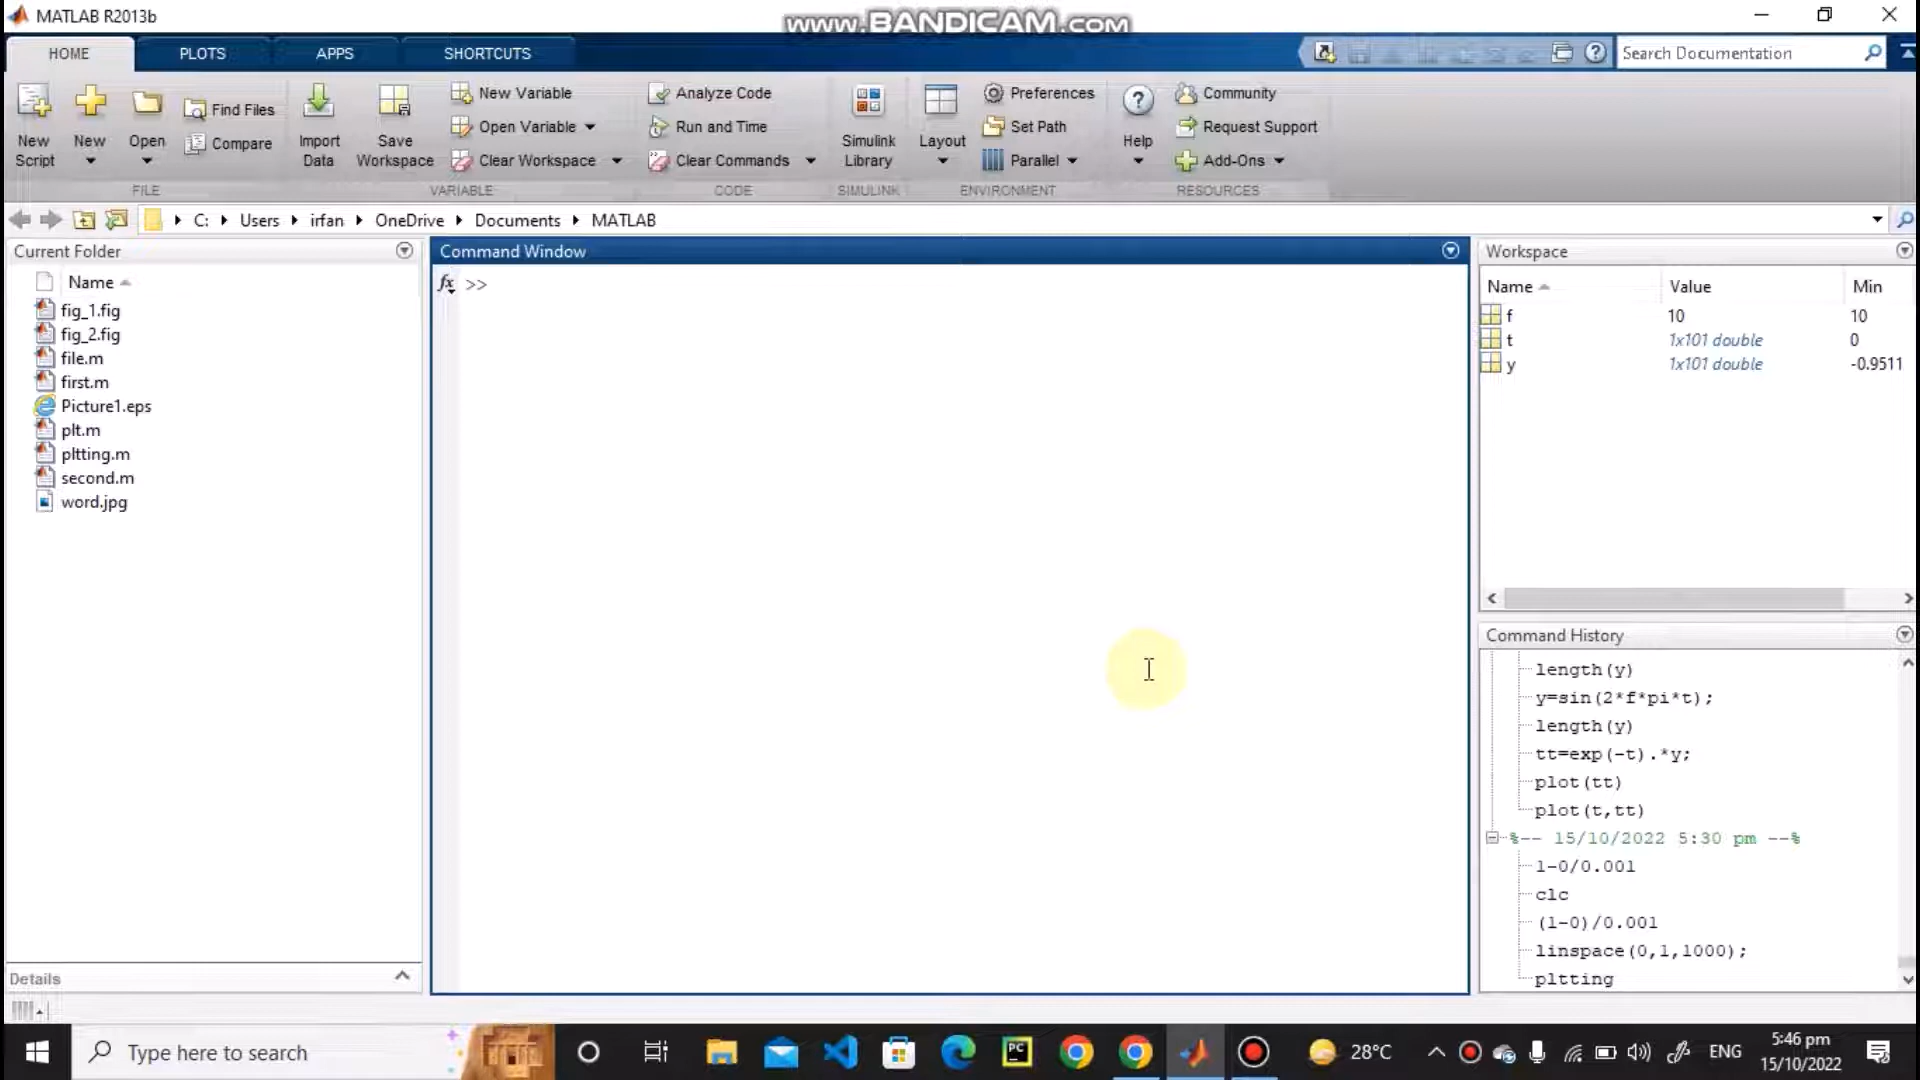 MATLAB R2013b
www.BANDICAM.com
HOME
PLOTS
APPS
SHORTCUTS
Search Documentation
New Script
New
Open
Find Files
Compare
Import Data
Save Workspace
New Variable
Open Variable
Clear Workspace
Analyze Code
Run and Time
Clear Commands
Simulink Library
Layout
Preferences
Set Path
Parallel
Help
Community
Request Support
Add-Ons
FILE
VARIABLE
CODE
SIMULINK
ENVIRONMENT
RESOURCES
C: Users irfan OneDrive Documents MATLAB
Current Folder
Name
fig_1.fig
fig_2.fig
file.m
first.m
Picture1.eps
plt.m
pltting.m
second.m
word.jpg
Details
Command Window
fx >>
Workspace
Name Value Min
f 10 10
t 1x101 double 0
y 1x101 double -0.9511
Command History
length(y)
y=sin(2*f*pi*t);
length(y)
tt=exp(-t).*y;
plot(tt)
plot(t,tt)
%-- 15/10/2022 5:30 pm --%
1-0/0.001
clc
(1-0)/0.001
linspace(0,1,1000);
pltting
Type here to search
PC
28°C
ENG
5:46 pm
15/10/2022